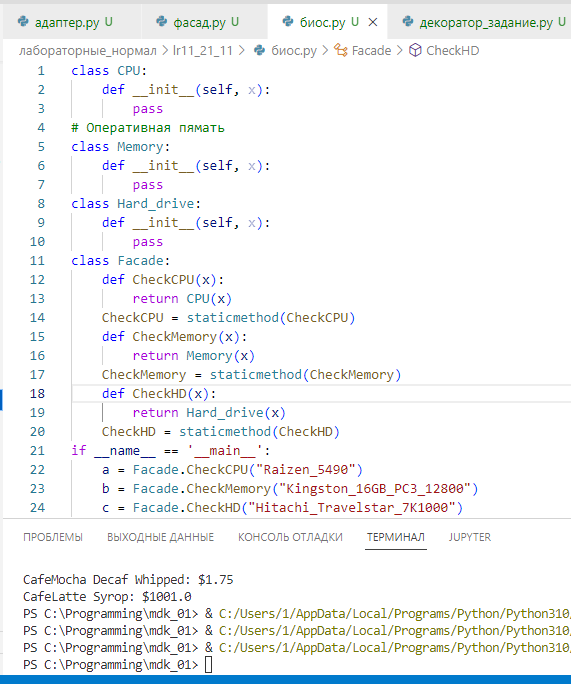 адаптер.py U фасад.py U биос.py U декоратор_задание.py U
лабораторные_нормал > lr11_21_11 > биос.py > Facade > CheckHD
1 class CPU:
2     def __init__(self, x):
3         pass
4 # Оперативная пямать
5 class Memory:
6     def __init__(self, x):
7         pass
8 class Hard_drive:
9     def __init__(self, x):
10         pass
11 class Facade:
12     def CheckCPU(x):
13         return CPU(x)
14     CheckCPU = staticmethod(CheckCPU)
15     def CheckMemory(x):
16         return Memory(x)
17     CheckMemory = staticmethod(CheckMemory)
18     def CheckHD(x):
19         return Hard_drive(x)
20     CheckHD = staticmethod(CheckHD)
21 if __name__ == '__main__':
22     a = Facade.CheckCPU("Raizen_5490")
23     b = Facade.CheckMemory("Kingston_16GB_PC3_12800")
24     c = Facade.CheckHD("Hitachi_Travelstar_7K1000")
ПРОБЛЕМЫ ВЫХОДНЫЕ ДАННЫЕ КОНСОЛЬ ОТЛАДКИ ТЕРМИНАЛ JUPYTER
CafeMocha Decaf Whipped: $1.75
CafeLatte Syrop: $1001.0
PS C:\Programming\mdk_01> & C:/Users/1/AppData/Local/Programs/Python/Python310,
PS C:\Programming\mdk_01> & C:/Users/1/AppData/Local/Programs/Python/Python310,
PS C:\Programming\mdk_01> & C:/Users/1/AppData/Local/Programs/Python/Python310,
PS C:\Programming\mdk_01>